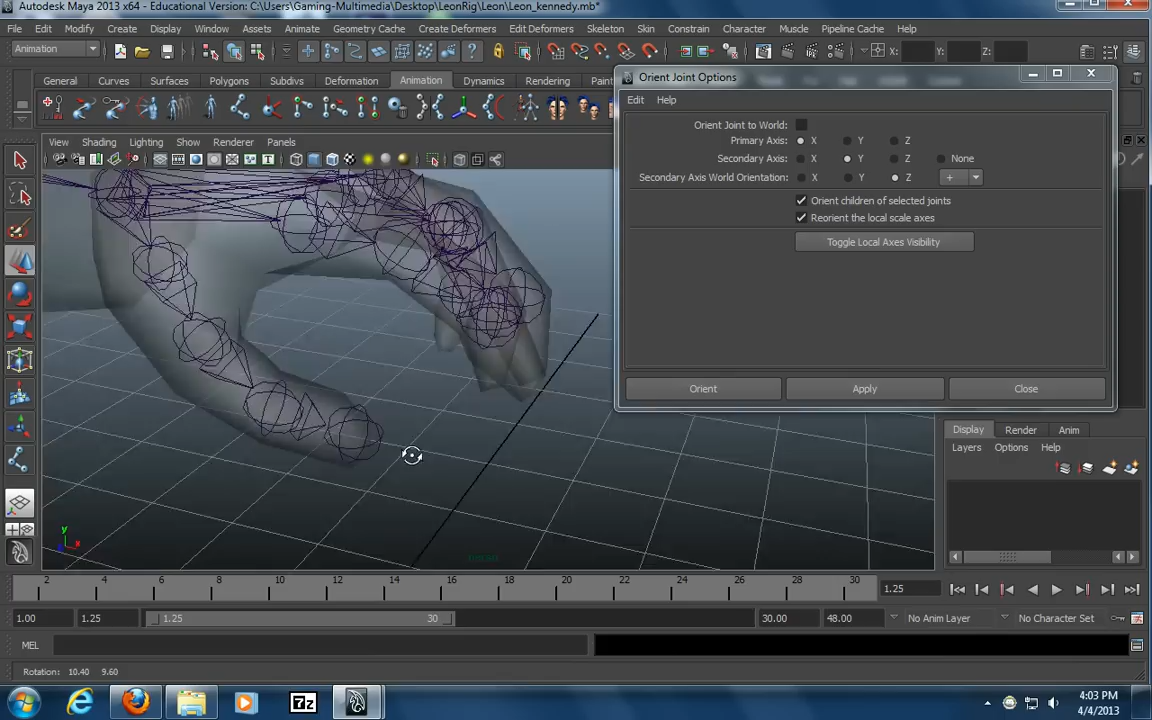 Autodesk Maya 2013 x64 - Educational Version: C:\Users\Gaming-Multimedia\Desktop\LeonRig\Leon\Leon_kennedy.mb*
File Edit Modify Create Display Window Assets Animate Geometry Cache Create Deformers Edit Deformers Skeleton Skin Constrain Character Muscle Pipeline Cache
Animation X: Y: Z:
General Curves Surfaces Polygons Subdivs Deformation Animation Dynamics Rendering
Orient Joint Options
Edit Help
View Shading Lighting Show Renderer Panels
Orient Joint to World:
Primary Axis: X Y Z
Secondary Axis: X Y Z None
Secondary Axis World Orientation: X Y Z +
Orient children of selected joints
Reorient the local scale axes
Toggle Local Axes Visibility
Orient Apply Close
Display Render Anim
Layers Options Help
y x
2 4 6 8 10 12 14 16 18 20 22 24 26 28 30 1.25
1.00 1.25 1.25 30 30.00 48.00 No Anim Layer No Character Set
MEL
Rotation: 10.40 9.60
4:03 PM
4/4/2013